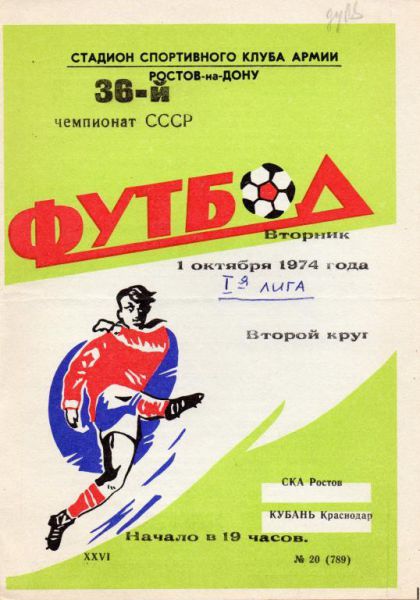 СТАДИОН СПОРТИВНОГО КЛУБА АРМИИ
РОСТОВ-на-ДОНУ
36-й
чемпионат СССР
ФУТБОЛ
Вторник
1 октября 1974 года
Iя ЛИГА
Второй круг
СКА Ростов
КУБАНЬ Краснодар
Начало в 19 часов.
XXVI
№ 20 (789)